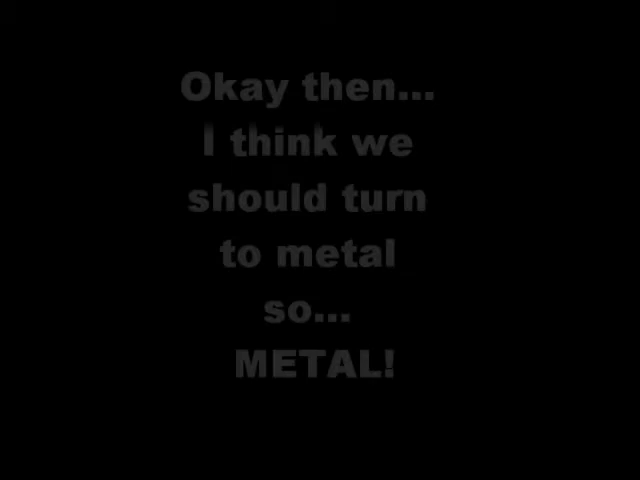 Okay then...
I think we
should turn
to metal
so...
METAL!